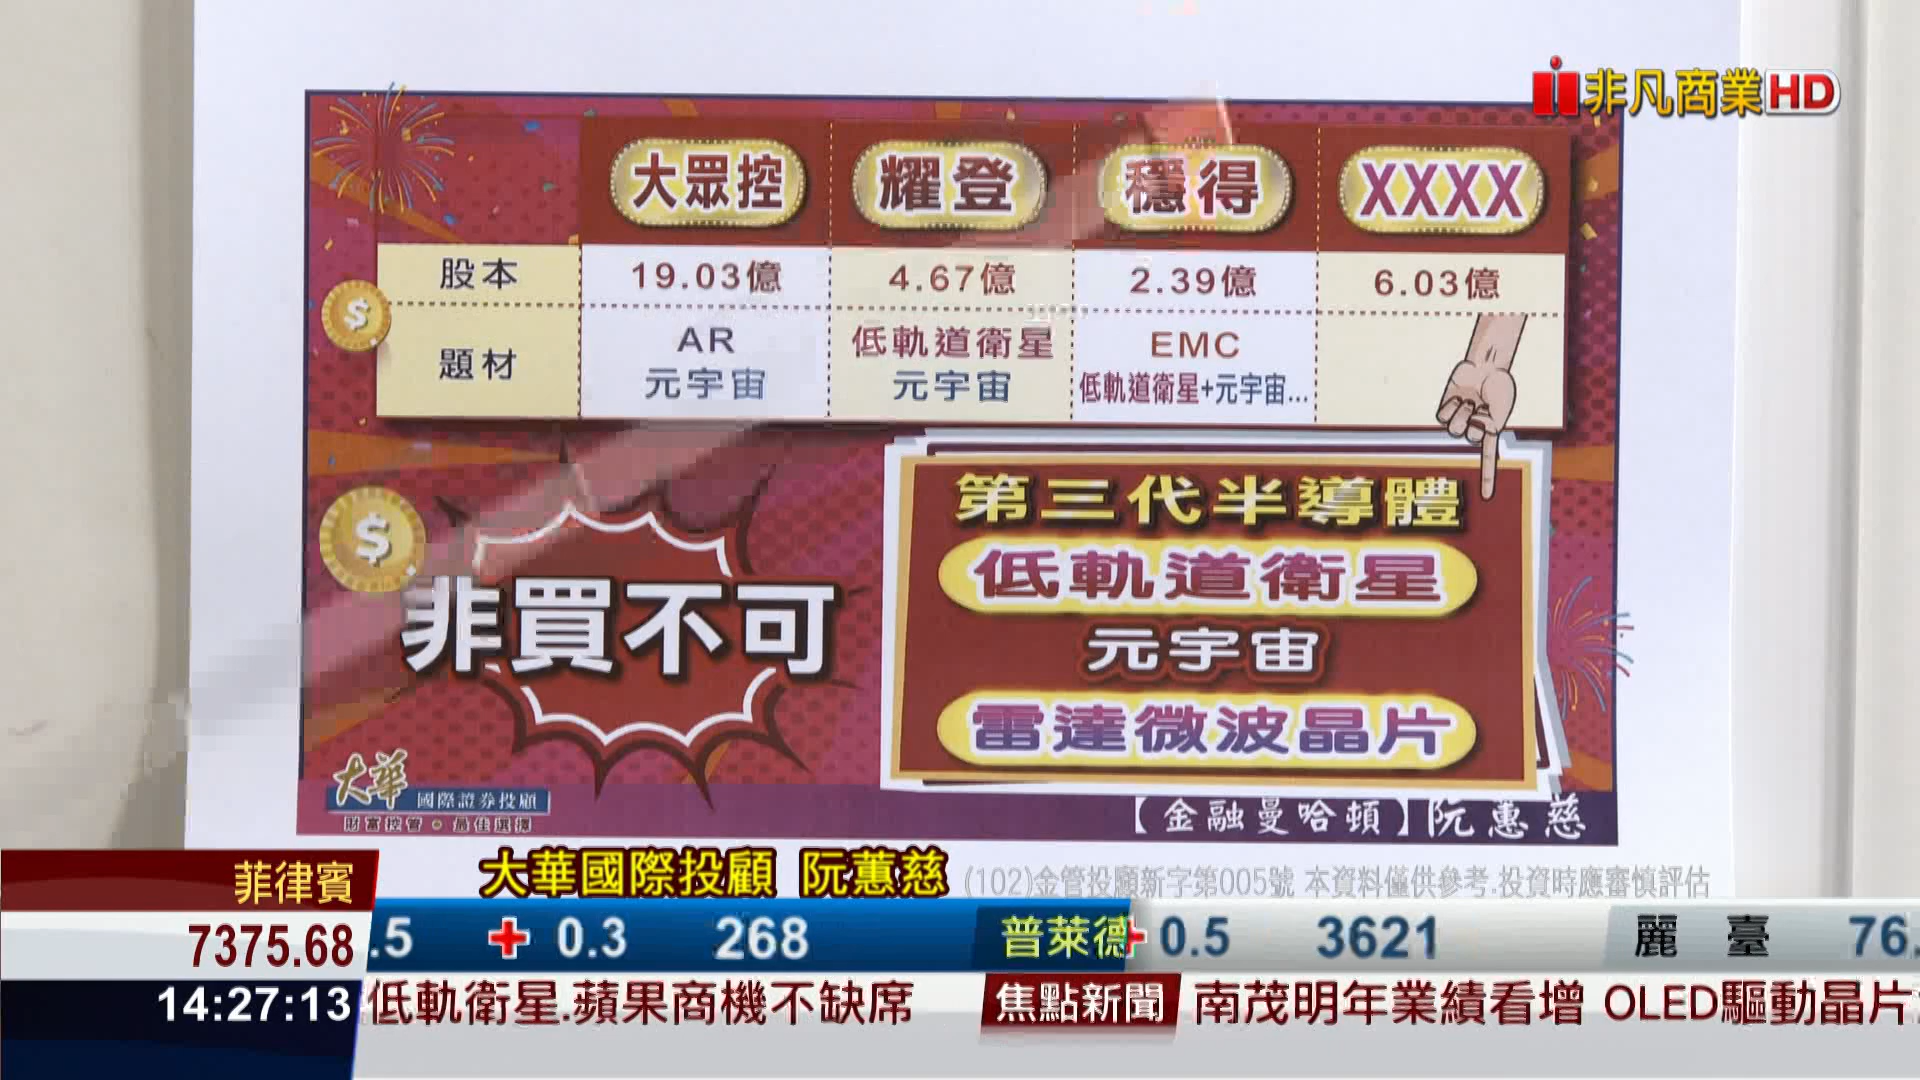 非凡商業HD
大眾控 耀登 穩得 XXXX
股本 19.03億 4.67億 2.39億 6.03億
題材 AR 元宇宙 低軌道衛星 元宇宙 EMC 低軌道衛星+元宇宙...
非買不可
第三代半導體
低軌道衛星
元宇宙
雷達微波晶片
大華 國際證券投顧
財富控管 • 最佳選擇
【金融曼哈頓】阮蕙慈
大華國際投顧 阮蕙慈 (102)金管投顧新字第005號 本資料僅供參考.投資時應審慎評估
菲律賓
7375.68
.5 + 0.3 268 普萊德 + 0.5 3621 麗臺 76.
14:27:13
低軌衛星.蘋果商機不缺席 焦點新聞 南茂明年業績看增 OLED驅動晶片